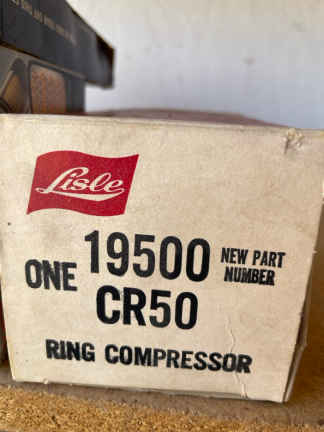 Lisle
ONE 19500 NEW PART NUMBER
CR50
RING COMPRESSOR